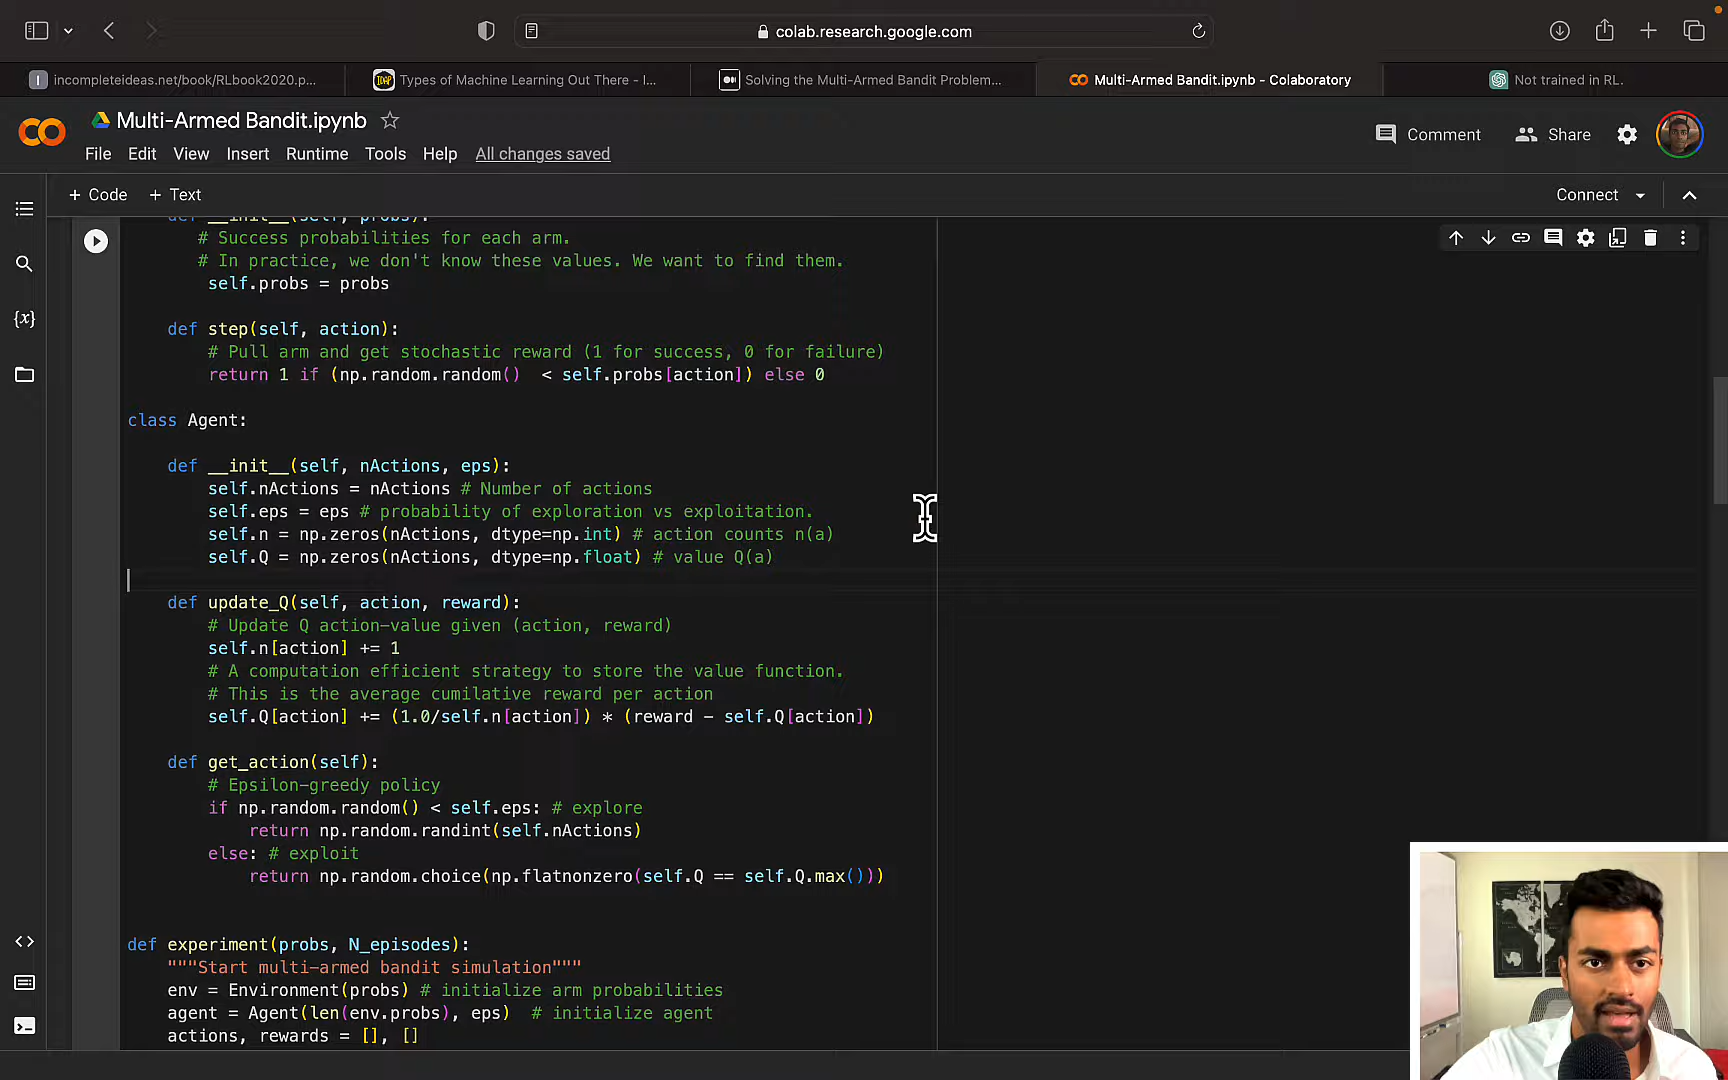 colab.research.google.com
incompleteideas.net/book/RLbook2020.p...
Types of Machine Learning Out There - I...
Solving the Multi-Armed Bandit Problem...
Multi-Armed Bandit.ipynb - Colaboratory
Not trained in RL.
Multi-Armed Bandit.ipynb
Comment
Share
File Edit View Insert Runtime Tools Help All changes saved
+ Code + Text
Connect
def __init__(self, probs):
# Success probabilities for each arm.
# In practice, we don't know these values. We want to find them.
self.probs = probs
def step(self, action):
# Pull arm and get stochastic reward (1 for success, 0 for failure)
return 1 if (np.random.random()  < self.probs[action]) else 0
class Agent:
def __init__(self, nActions, eps):
self.nActions = nActions # Number of actions
self.eps = eps # probability of exploration vs exploitation.
self.n = np.zeros(nActions, dtype=np.int) # action counts n(a)
self.Q = np.zeros(nActions, dtype=np.float) # value Q(a)
def update_Q(self, action, reward):
# Update Q action-value given (action, reward)
self.n[action] += 1
# A computation efficient strategy to store the value function.
# This is the average cumilative reward per action
self.Q[action] += (1.0/self.n[action]) * (reward - self.Q[action])
def get_action(self):
# Epsilon-greedy policy
if np.random.random() < self.eps: # explore
return np.random.randint(self.nActions)
else: # exploit
return np.random.choice(np.flatnonzero(self.Q == self.Q.max()))
def experiment(probs, N_episodes):
"""Start multi-armed bandit simulation"""
env = Environment(probs) # initialize arm probabilities
agent = Agent(len(env.probs), eps)  # initialize agent
actions, rewards = [], []